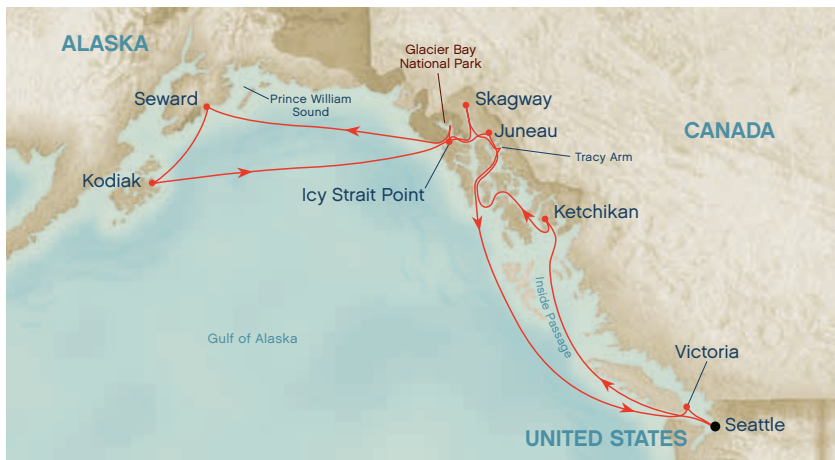 ALASKA
Glacier Bay
National Park
Seward
Prince William
Sound
Skagway
Juneau
CANADA
Tracy Arm
Kodiak
Icy Strait Point
Ketchikan
Inside Passage
Gulf of Alaska
Victoria
Seattle
UNITED STATES